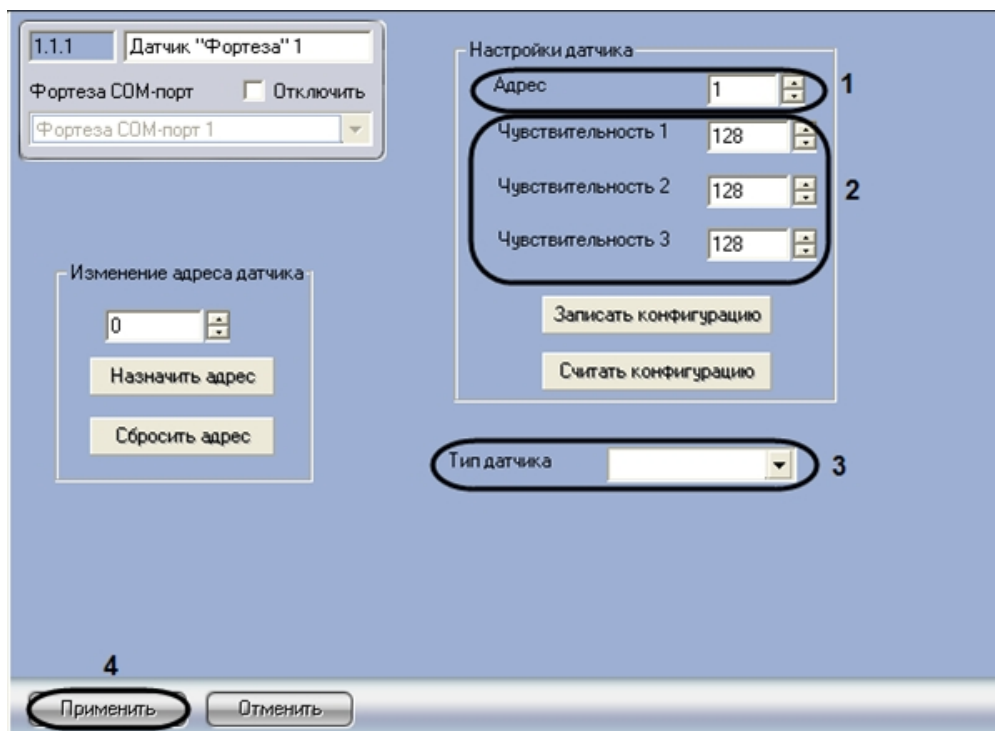 1.1.1 Датчик "Фортеза" 1
Фортеза COM-порт Отключить
Фортеза COM-порт 1
Настройки датчика
Адрес 1 1
Чувствительность 1 128
Чувствительность 2 128 2
Чувствительность 3 128
Записать конфигурацию
Считать конфигурацию
Изменение адреса датчика
0
Назначить адрес
Сбросить адрес
Тип датчика 3
4
Применить Отменить